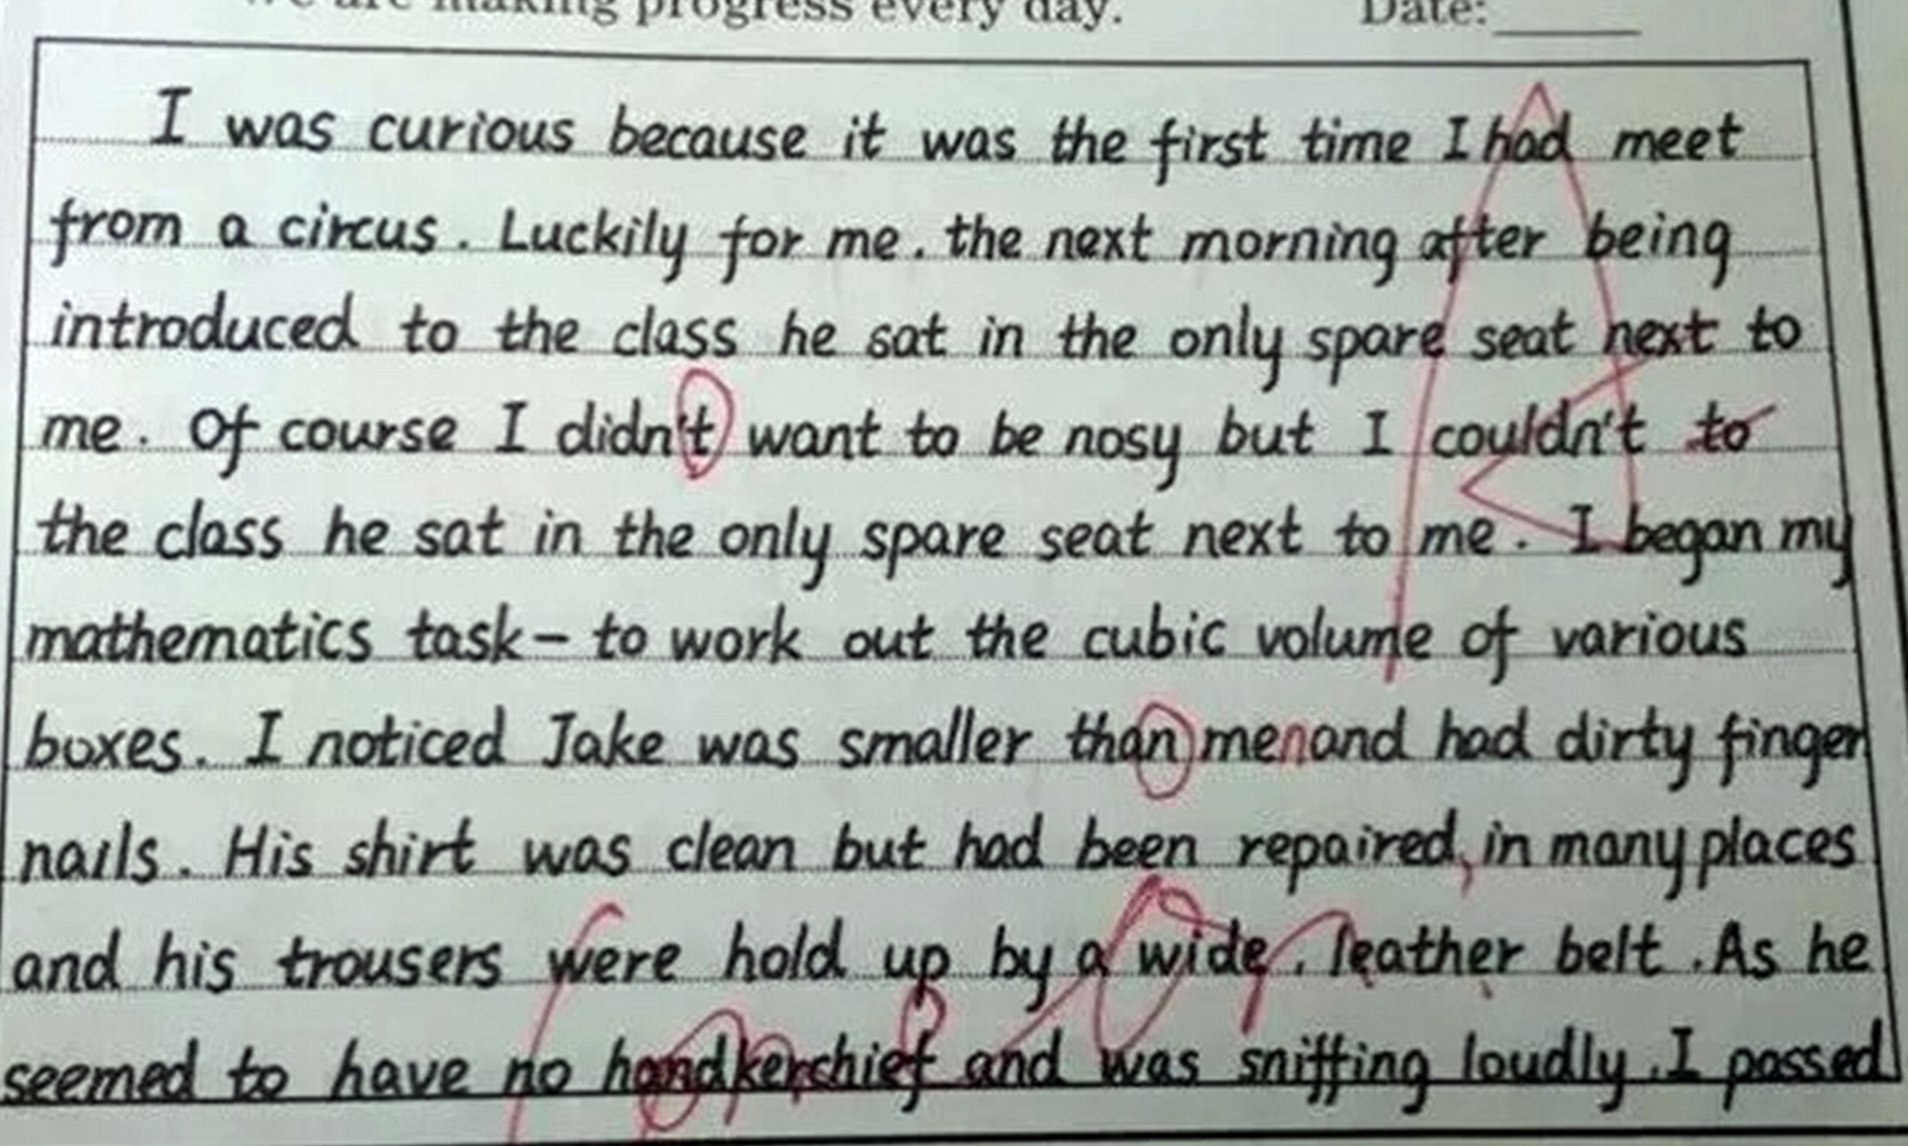 We are making progress every day. Date:
I was curious because it was the first time I had meet
from a circus. Luckily for me. the next morning after being
introduced to the class he sat in the only spare seat next to
me. Of course I didn't want to be nosy but I couldn't to
the class he sat in the only spare seat next to me. I began my
mathematics task- to work out the cubic volume of various
boxes. I noticed Jake was smaller than menand had dirty finger
nails. His shirt was clean but had been repaired, in many places
and his trousers were hold up by a wide. leather belt. As he
seemed to have no handkerchief and was sniffing loudly. I passed